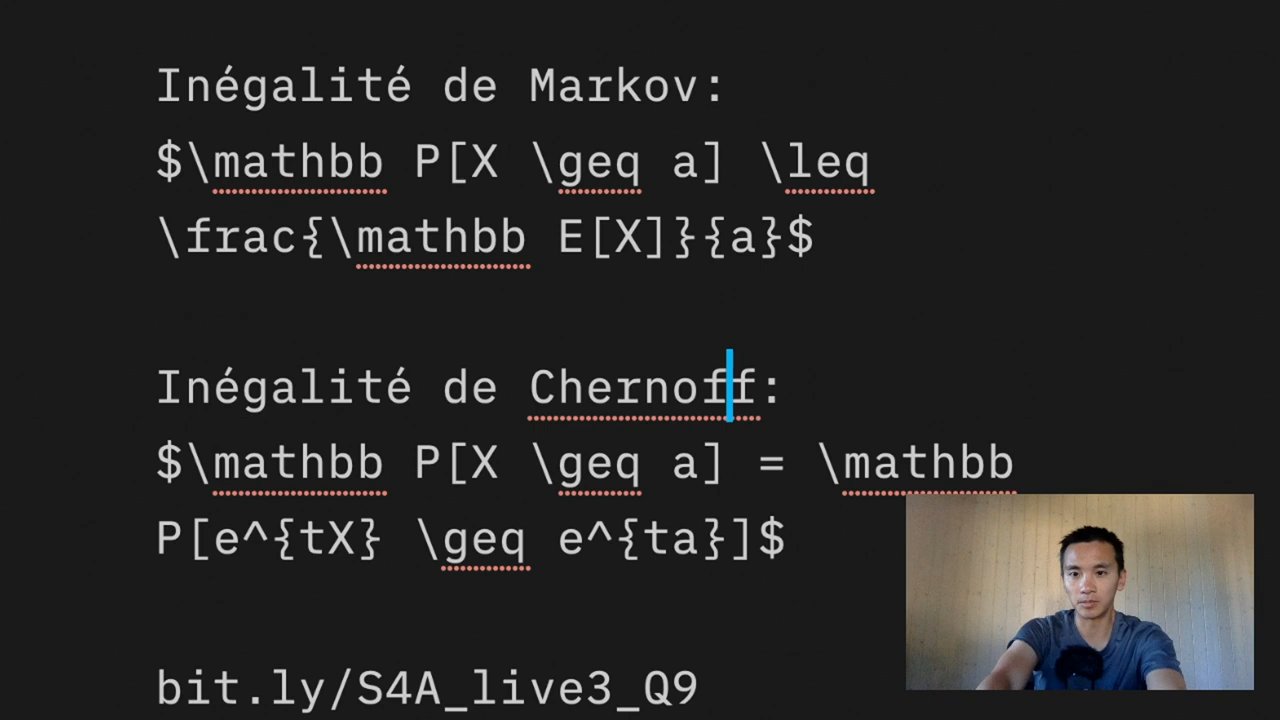 Inégalité de Markov:
$\mathbb P[X \geq a] \leq
\frac{\mathbb E[X]}{a}$
Inégalité de Chernoff:
$\mathbb P[X \geq a] = \mathbb
P[e^{tX} \geq e^{ta}]$
bit.ly/S4A_live3_Q9